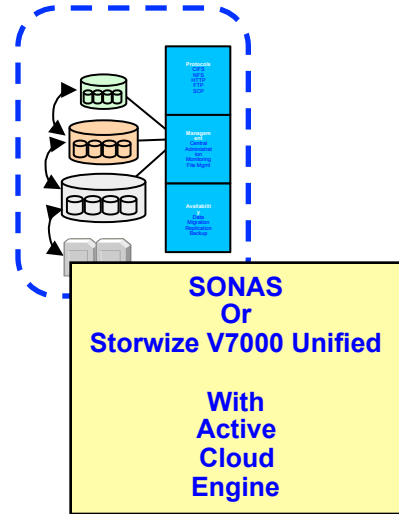 Protocols
CIFS
NFS
HTTP
FTP
SCP
Managem
ent
Central
Administrat
ion
Monitoring
File Mgmt
Availabilit
y
Data
Migration
Replication
Backup
SONAS
Or
Storwize V7000 Unified
With
Active
Cloud
Engine